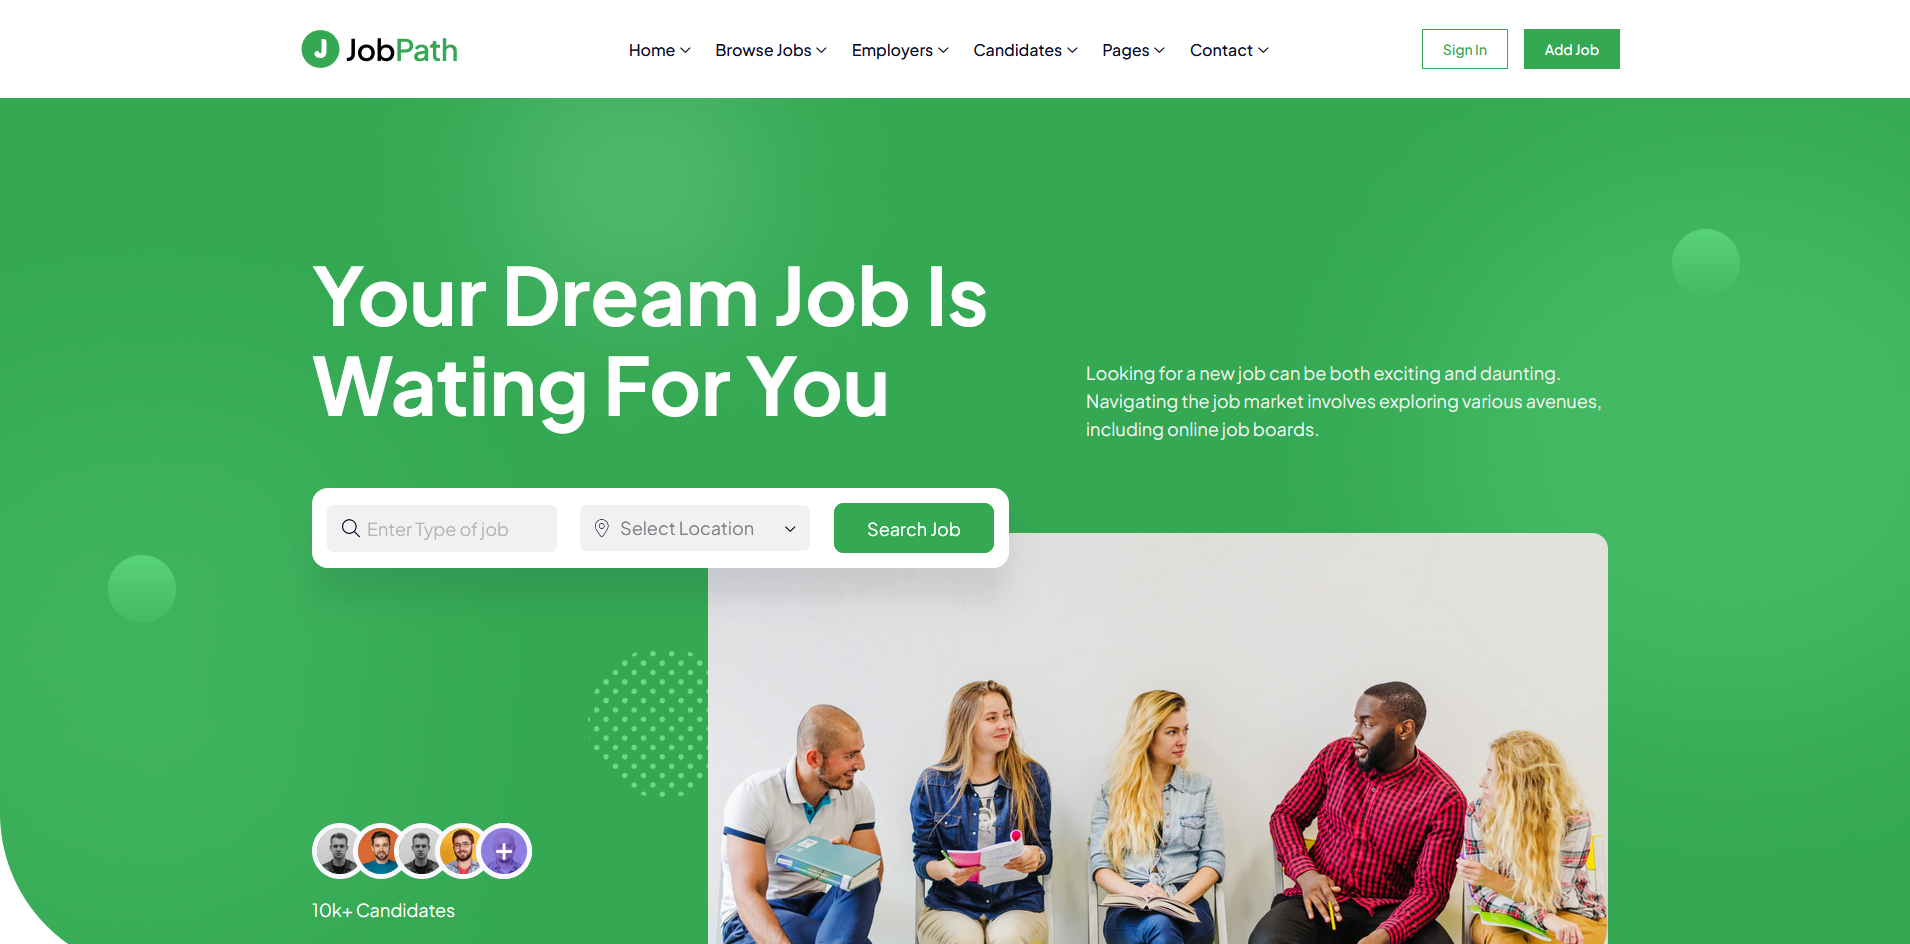 JobPath
Home
Browse Jobs
Employers
Candidates
Pages
Contact
Sign In
Add Job
Your Dream Job Is
Wating For You
Looking for a new job can be both exciting and daunting.
Navigating the job market involves exploring various avenues,
including online job boards.
Enter Type of job
Select Location
Search Job
10k+ Candidates